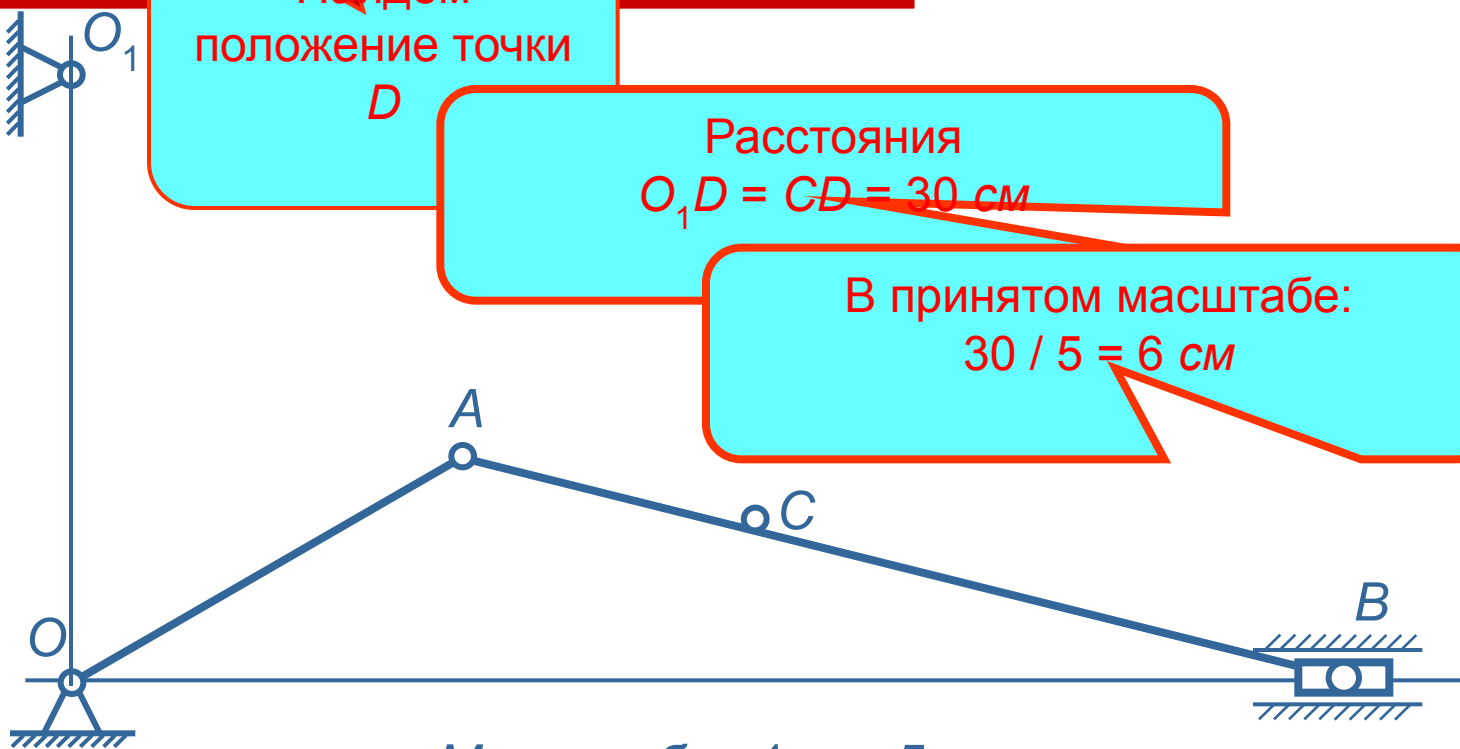 O₁
положение точки
D
Расстояния
O₁D = CD = 30 см
В принятом масштабе:
30 / 5 = 6 см
A
C
B
O